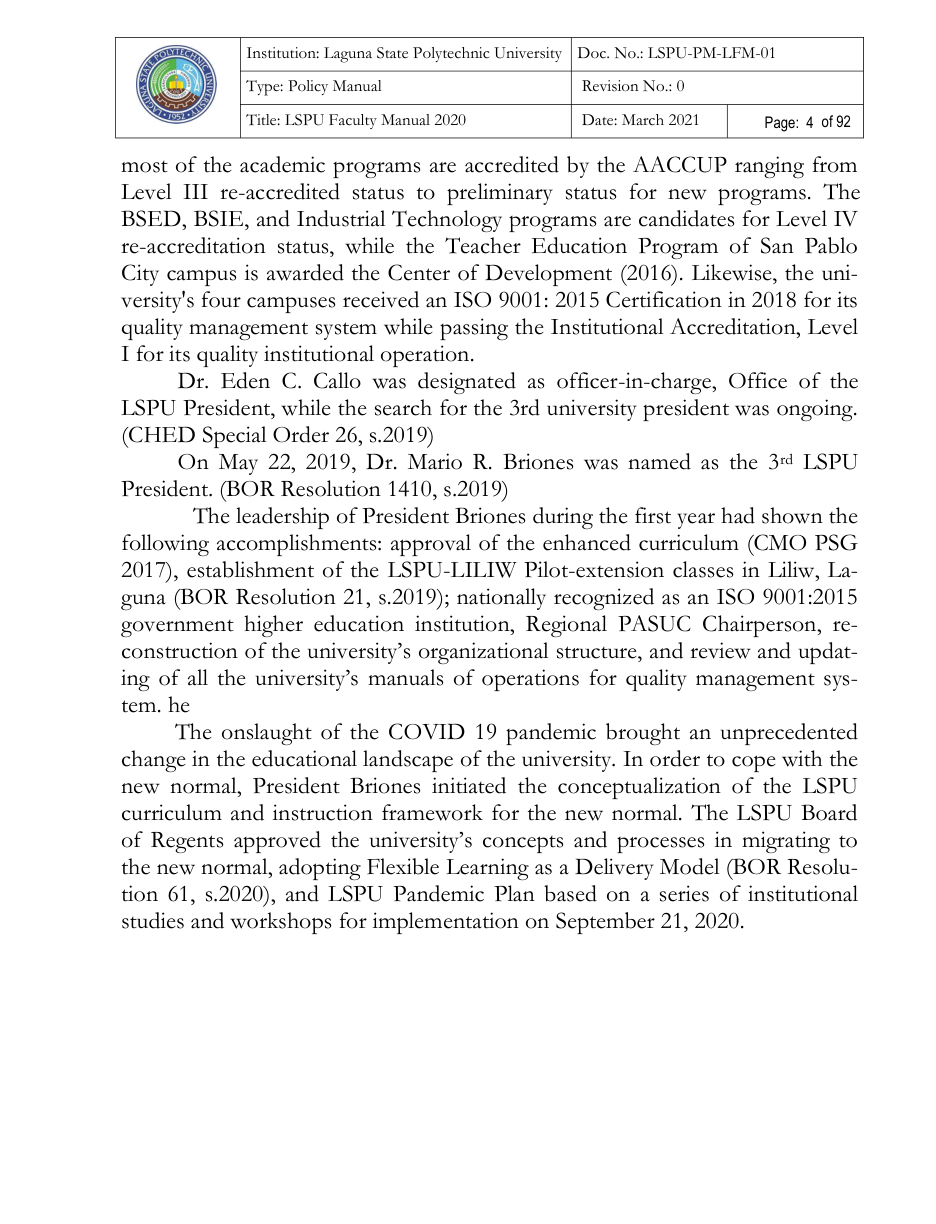 LAGUNA STATE POLYTECHNIC UNIVERSITY
• 1952 •
Institution: Laguna State Polytechnic University
Doc. No.: LSPU-PM-LFM-01
Type: Policy Manual
Revision No.: 0
Title: LSPU Faculty Manual 2020
Date: March 2021
Page: 4 of 92
most of the academic programs are accredited by the AACCUP ranging from
Level III re-accredited status to preliminary status for new programs. The
BSED, BSIE, and Industrial Technology programs are candidates for Level IV
re-accreditation status, while the Teacher Education Program of San Pablo
City campus is awarded the Center of Development (2016). Likewise, the uni-
versity's four campuses received an ISO 9001: 2015 Certification in 2018 for its
quality management system while passing the Institutional Accreditation, Level
I for its quality institutional operation.
Dr. Eden C. Callo was designated as officer-in-charge, Office of the
LSPU President, while the search for the 3rd university president was ongoing.
(CHED Special Order 26, s.2019)
On May 22, 2019, Dr. Mario R. Briones was named as the 3rd LSPU
President. (BOR Resolution 1410, s.2019)
The leadership of President Briones during the first year had shown the
following accomplishments: approval of the enhanced curriculum (CMO PSG
2017), establishment of the LSPU-LILIW Pilot-extension classes in Liliw, La-
guna (BOR Resolution 21, s.2019); nationally recognized as an ISO 9001:2015
government higher education institution, Regional PASUC Chairperson, re-
construction of the university’s organizational structure, and review and updat-
ing of all the university’s manuals of operations for quality management sys-
tem. he
The onslaught of the COVID 19 pandemic brought an unprecedented
change in the educational landscape of the university. In order to cope with the
new normal, President Briones initiated the conceptualization of the LSPU
curriculum and instruction framework for the new normal. The LSPU Board
of Regents approved the university’s concepts and processes in migrating to
the new normal, adopting Flexible Learning as a Delivery Model (BOR Resolu-
tion 61, s.2020), and LSPU Pandemic Plan based on a series of institutional
studies and workshops for implementation on September 21, 2020.